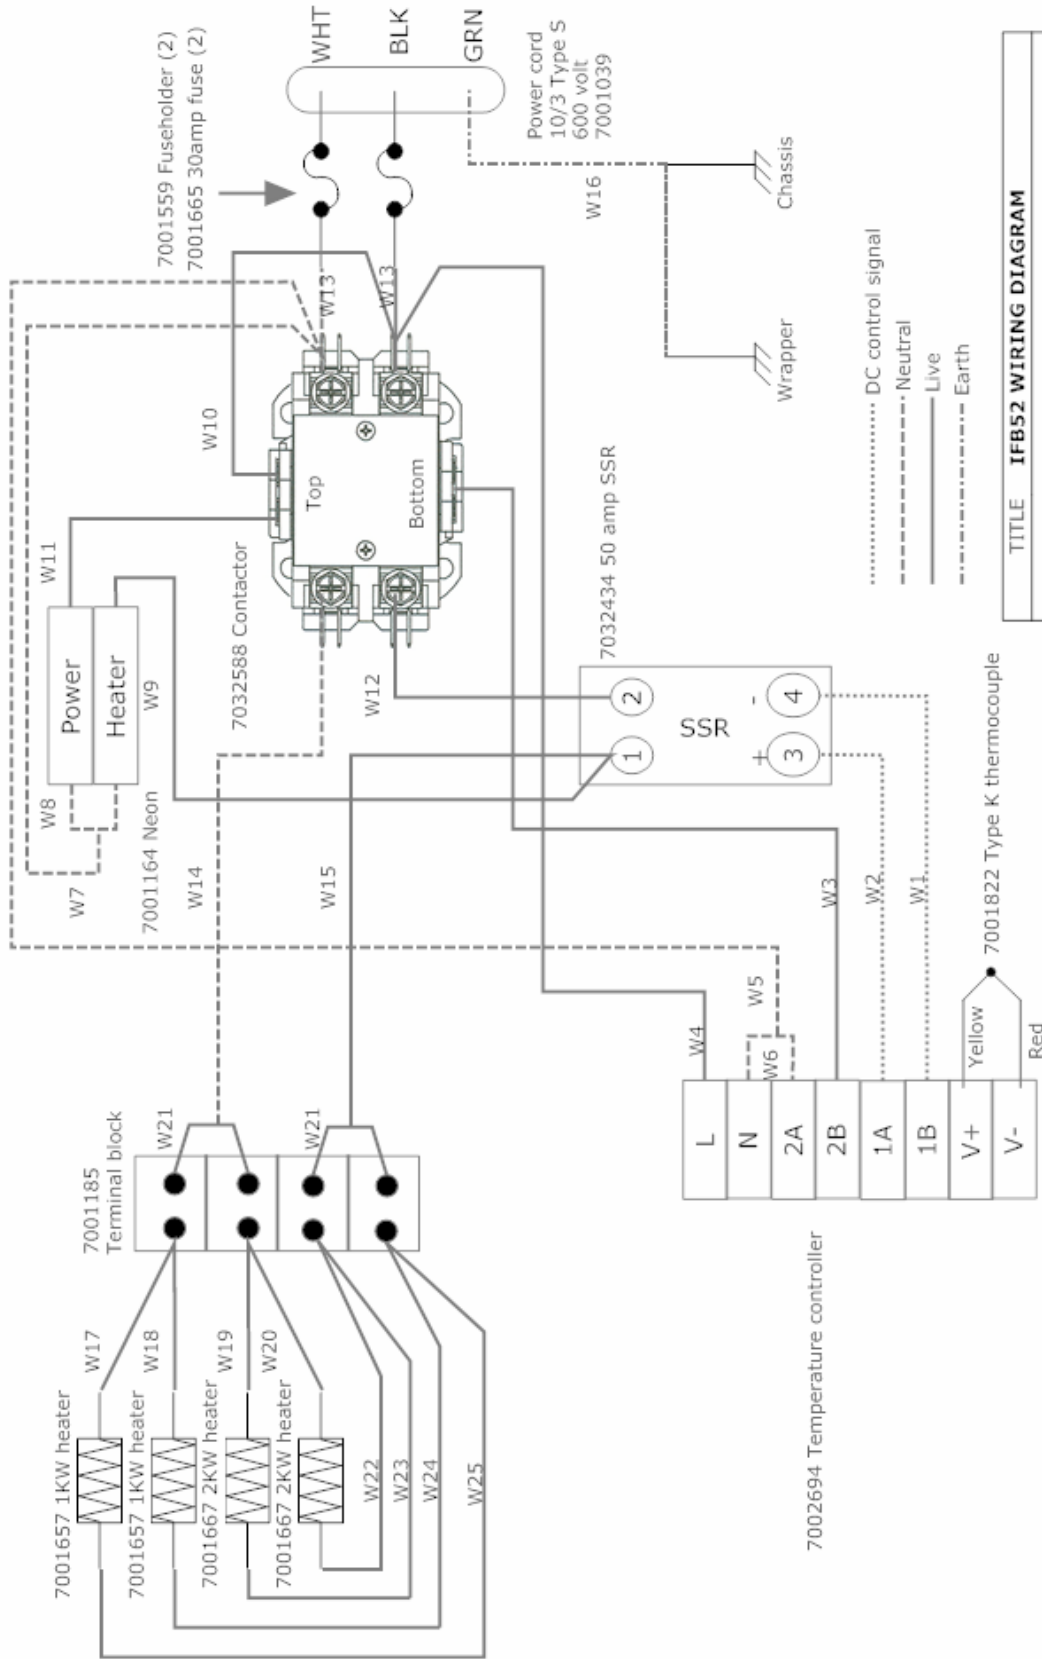 7001657 1KW heater
7001657 1KW heater
7001667 2KW heater
7001667 2KW heater
W17
W18
W19
W20
W22
W23
W24
W25
7001185
Terminal block
W21
W21
W14
W15
W7
W8
7001164 Neon
Power
Heater
W9
W11
W10
7032588 Contactor
Top
Bottom
W12
W13
W13
7001559 Fuseholder (2)
7001665 30amp fuse (2)
WHT
BLK
GRN
Power cord
10/3 Type S
600 volt
7001039
W16
Chassis
Wrapper
7032434 50 amp SSR
1
2
SSR
+
-
3
4
7002694 Temperature controller
L
N
2A
2B
1A
1B
V+
V-
W4
W5
W6
W3
W2
W1
Yellow
Red
7001822 Type K thermocouple
DC control signal
Neutral
Live
Earth
TITLE IFB52 WIRING DIAGRAM